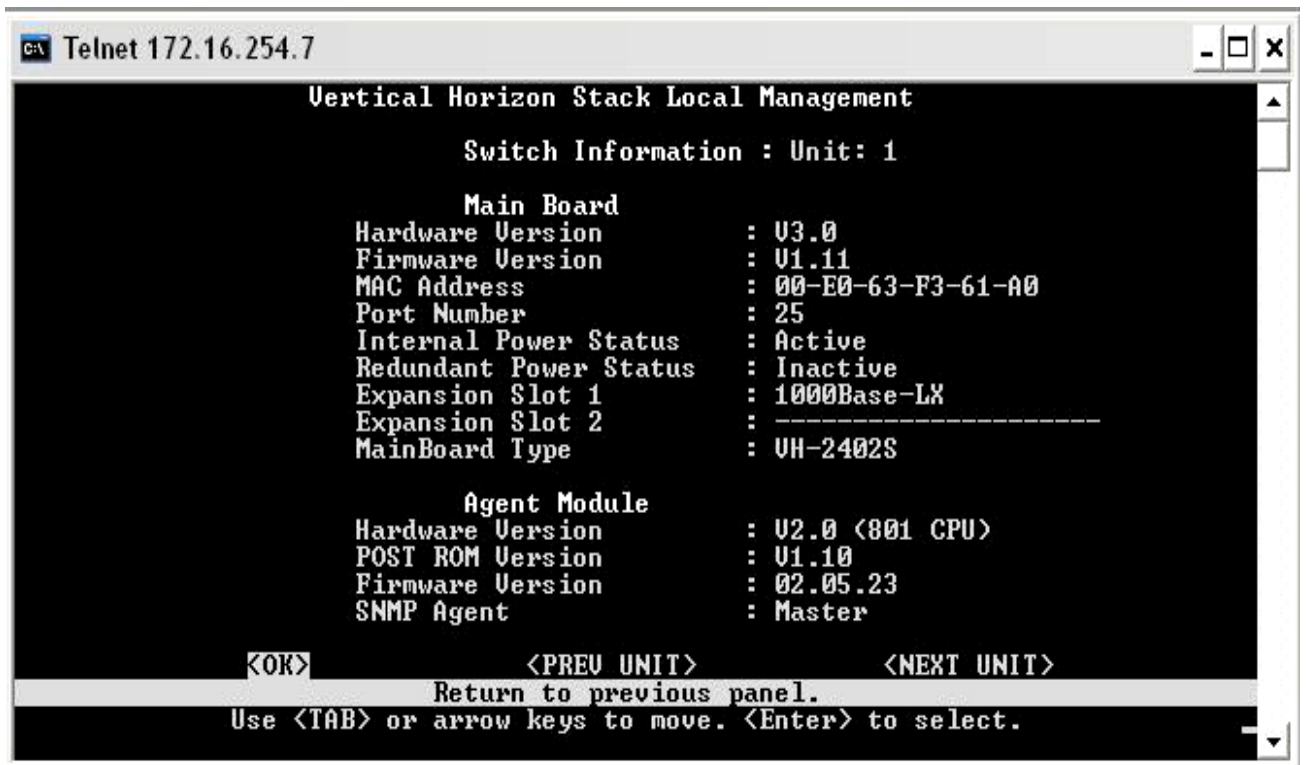 Telnet 172.16.254.7
Vertical Horizon Stack Local Management
Switch Information : Unit: 1
Main Board
Hardware Version : V3.0
Firmware Version : V1.11
MAC Address : 00-E0-63-F3-61-A0
Port Number : 25
Internal Power Status : Active
Redundant Power Status : Inactive
Expansion Slot 1 : 1000Base-LX
Expansion Slot 2 : ---------------------
MainBoard Type : VH-2402S
Agent Module
Hardware Version : V2.0 (801 CPU)
POST ROM Version : V1.10
Firmware Version : 02.05.23
SNMP Agent : Master
<OK> <PREV UNIT> <NEXT UNIT>
Return to previous panel.
Use <TAB> or arrow keys to move. <Enter> to select.